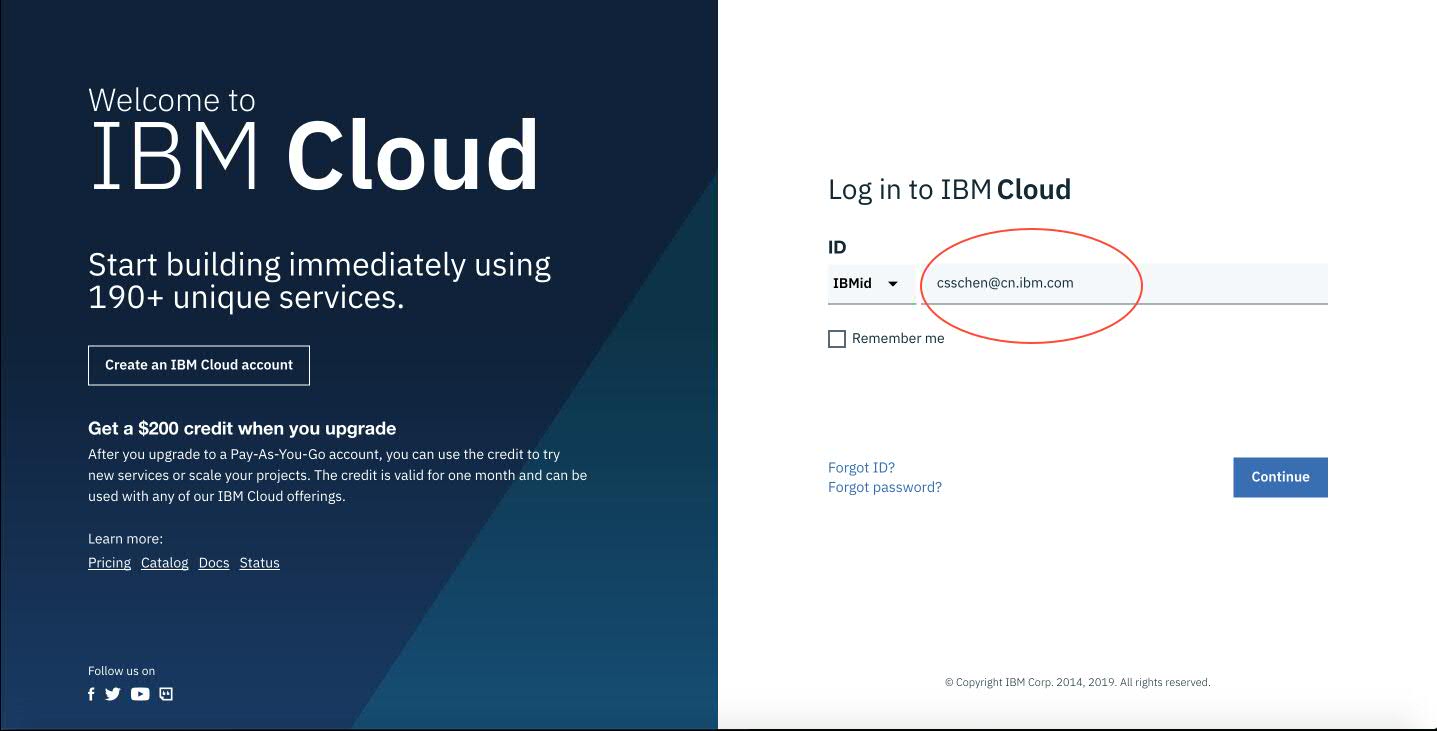 Welcome to
IBM Cloud
Start building immediately using
190+ unique services.
Create an IBM Cloud account
Get a $200 credit when you upgrade
After you upgrade to a Pay-As-You-Go account, you can use the credit to try
new services or scale your projects. The credit is valid for one month and can be
used with any of our IBM Cloud offerings.
Learn more:
Pricing Catalog Docs Status
Follow us on
Log in to IBM Cloud
ID
IBMid csschen@cn.ibm.com
Remember me
Forgot ID?
Forgot password?
Continue
© Copyright IBM Corp. 2014, 2019. All rights reserved.